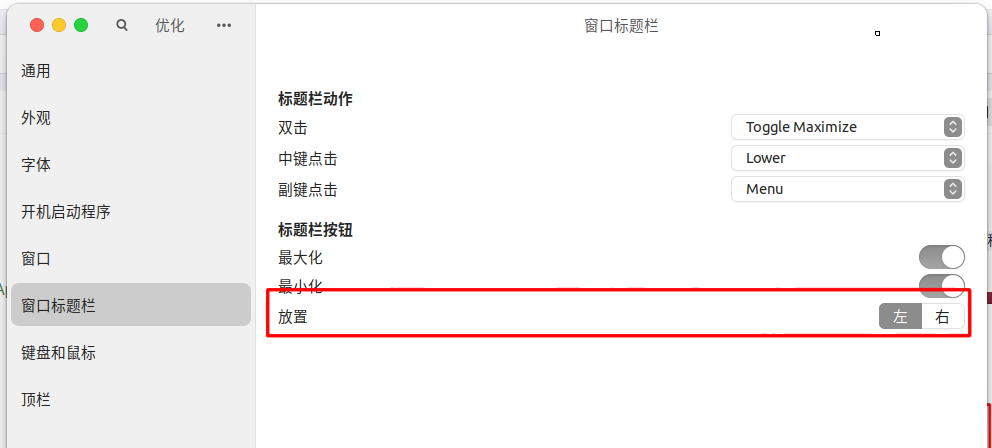 优化
窗口标题栏
通用
外观
字体
开机启动程序
窗口
窗口标题栏
键盘和鼠标
顶栏
标题栏动作
双击 Toggle Maximize
中键点击 Lower
副键点击 Menu
标题栏按钮
最大化
最小化
放置 左 右